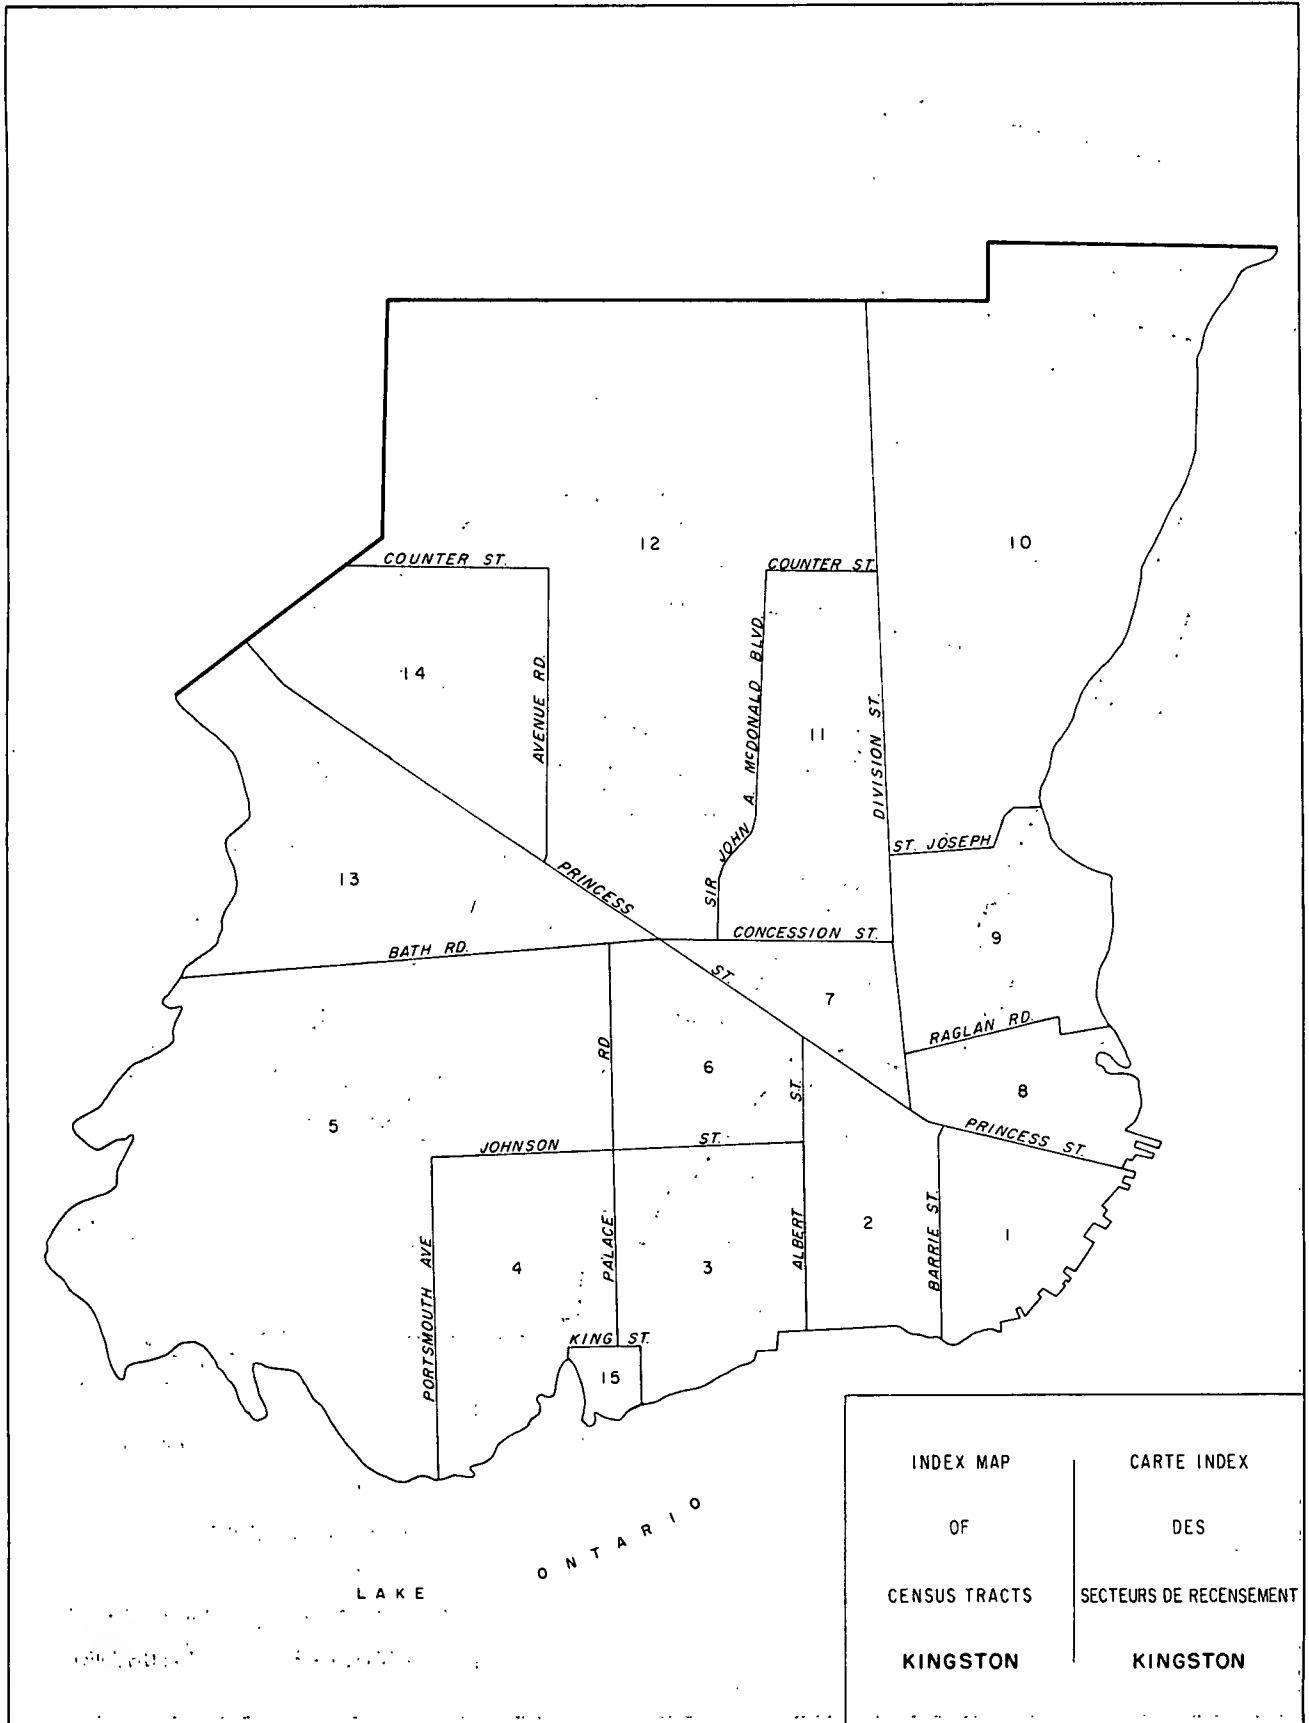 12
10
COUNTER ST.
COUNTER ST.
14
AVENUE RD.
SIR JOHN A. McDONALD BLVD.
11
DIVISION ST.
ST. JOSEPH
13
PRINCESS ST.
CONCESSION ST.
9
BATH RD.
7
RAGLAN RD.
6
8
5
JOHNSON ST.
PRINCESS ST.
PORTSMOUTH AVE
4
PALACE RD
3
ALBERT ST.
2
BARRIE ST.
1
KING ST.
15
LAKE ONTARIO
INDEX MAP
OF
CENSUS TRACTS
KINGSTON
CARTE INDEX
DES
SECTEURS DE RECENSEMENT
KINGSTON